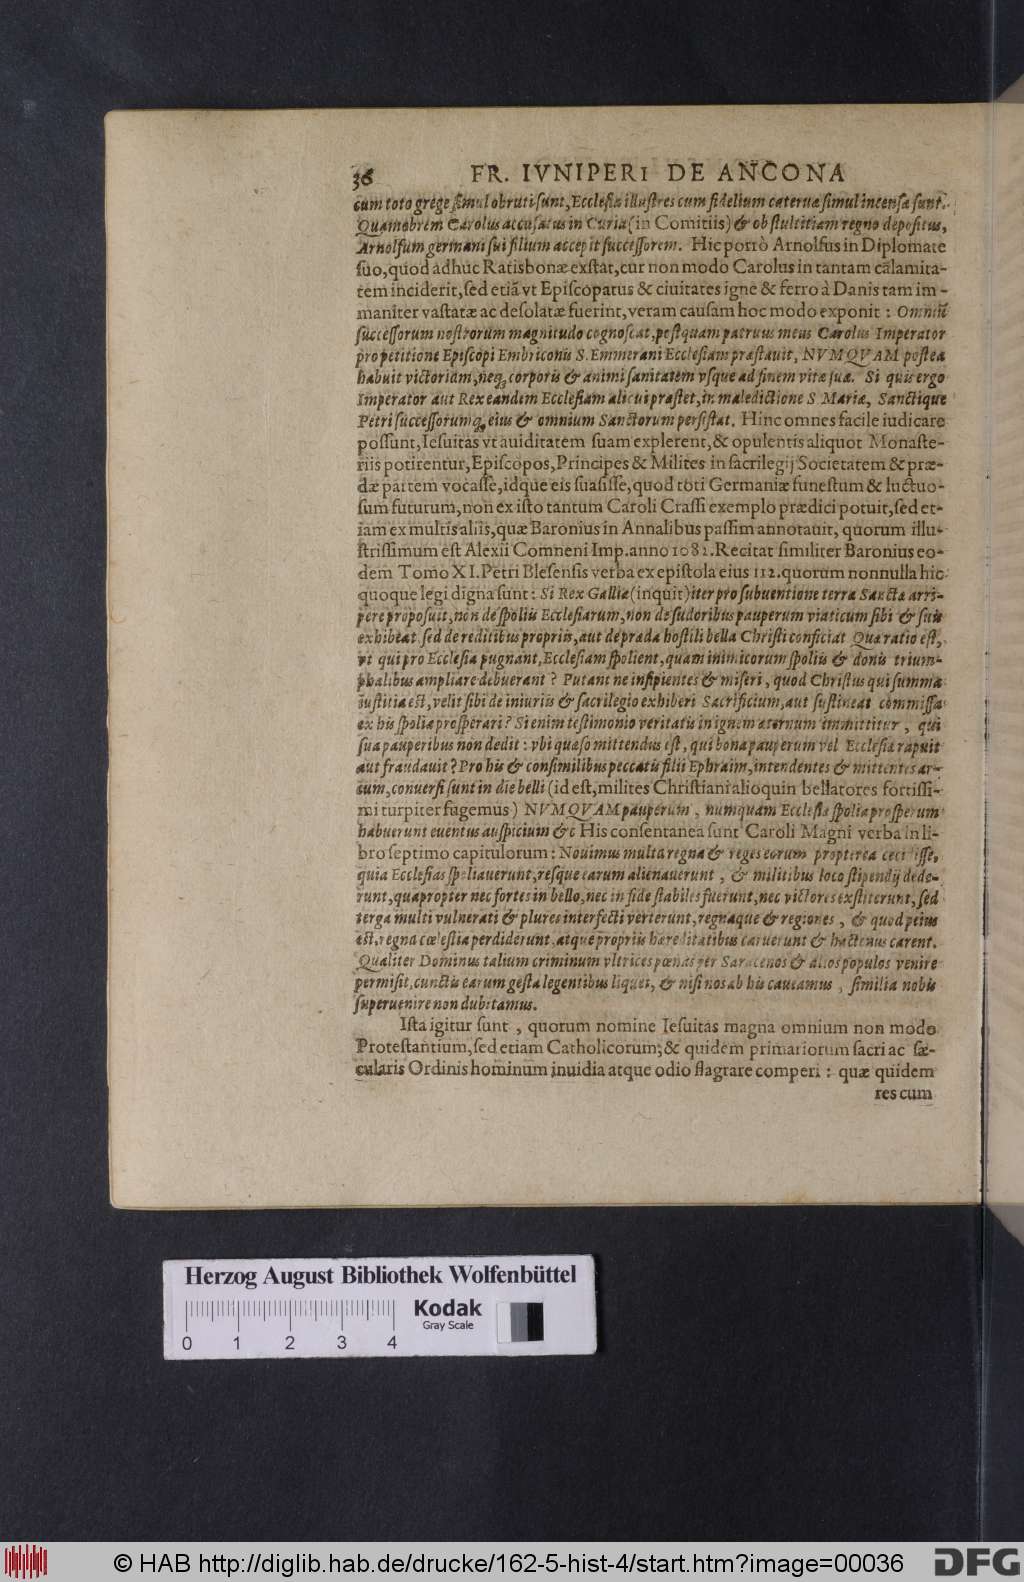 36 FR. IVNIPERI DE ANCONA
cum toto grege simul obruti sunt, Ecclesiæ illustres cum fidelium caterua simul incensæ sunt.
Quamobrem Carolus accusatus in Curia (in Comitiis) & ob stultitiam regno depositus,
Arnolfum germani sui filium accepit successorem. Hic porrò Arnolfus in Diplomate
suo, quod adhuc Ratisbonæ exstat, cur non modo Carolus in tantam calamita-
tem inciderit, sed etiã vt Episcopatus & ciuitates igne & ferro à Danis tam im-
maniter vastatæ ac desolatæ fuerint, veram causam hoc modo exponit: Omniũ
successorum nostrorum magnitudo cognoscat, postquam patruus meus Carolus Imperator
pro petitione Episcopi Embriconis S. Emmerani Ecclesiam præstauit, NVMQVAM postea
habuit victoriam, neq; corporis & animi sanitatem vsque ad finem vitæ suæ. Si quis ergo
Imperator aut Rex eandem Ecclesiam alicui præstet, in maledictione S Mariæ, Sanctique
Petri successorumq; eius & omnium Sanctorum persistat. Hinc omnes facile iudicare
possunt, Iesuitas vt auiditatem suam explerent, & opulentis aliquot Monaste-
riis potirentur, Episcopos, Principes & Milites in sacrilegij Societatem & præ-
dæ partem vocasse, idque eis suasisse, quod toti Germaniæ funestum & luctuo-
sum futurum, non ex isto tantum Caroli Crassi exemplo prædici potuit, sed et-
iam ex multis aliis, quæ Baronius in Annalibus passim annotauit, quorum illu-
strissimum est Alexii Comneni Imp. anno 1082. Recitat similiter Baronius eo-
dem Tomo XI. Petri Blesensis verba ex epistola eius 112. quorum nonnulla hic
quoque legi digna sunt: Si Rex Galliæ (inquit) iter pro subuentione terræ Sanctæ arri-
pere proposuit, non de spoliis Ecclesiarum, non de sudoribus pauperum viaticum sibi & suis
exhibeat, sed de reditibus propriis, aut de præda hostili bella Christi conficiat Quæ ratio est,
vt qui pro Ecclesia pugnant, Ecclesiam spolient, quam inimicorum spoliis & donis trium-
phalibus ampliare debuerant? Putant ne insipientes & miseri, quod Christus qui summa
iustitia est, velit sibi de iniuriis & sacrilegio exhiberi Sacrificium, aut sustineat commissa
ex his spolia prosperari? Si enim testimonio veritatis in ignem æternum immittitur, qui
sua pauperibus non dedit: vbi quæso mittendus est, qui bona pauperum vel Ecclesiæ rapuit
aut fraudauit? Pro his & consimilibus peccatis filii Ephraim, intendentes & mittentes ar-
cum, conuersi sunt in die belli (id est, milites Christiani alioquin bellatores fortissi-
mi turpiter fugemus) NVMQVAM pauperum, numquam Ecclesiæ spolia prosperum
habuerunt euentus auspicium &c His consentanea sunt Caroli Magni verba in li-
bro septimo capitulorum: Nouimus multa regna & reges eorum propterea cecidisse,
quia Ecclesias spoliauerunt, resque earum alienauerunt, & militibus loco stipendij dede-
runt, quapropter nec fortes in bello, nec in fide stabiles fuerunt, nec victores exstiterunt, sed
terga multi vulnerati & plures interfecti verterunt, regnaque & regiones, & quod peius
est, regna cœlestia perdiderunt, atque propriis hæreditatibus caruerunt & hactenus carent.
Qualiter Dominus talium criminum vltrices pœnas per Saracenos & alios populos venire
permisit, cunctis earum gesta legentibus liquet, & nisi nos ab his caueamus, similia nobis
superuenire non dubitamus.
Ista igitur sunt, quorum nomine Iesuitas magna omnium non modo
Protestantium, sed etiam Catholicorum; & quidem primariorum sacri ac sæ-
cularis Ordinis hominum inuidia atque odio flagrare comperi: quæ quidem
res cum
Herzog August Bibliothek Wolfenbüttel
Kodak
Gray Scale
0 1 2 3 4
© HAB http://diglib.hab.de/drucke/162-5-hist-4/start.htm?image=00036
DFG